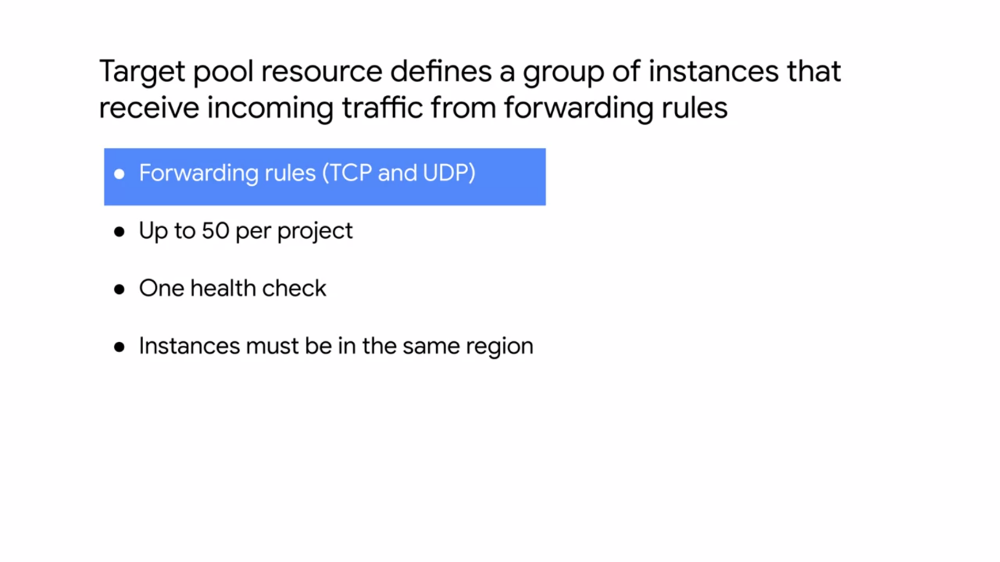 Target pool resource defines a group of instances that
receive incoming traffic from forwarding rules
● Forwarding rules (TCP and UDP)
● Up to 50 per project
● One health check
● Instances must be in the same region